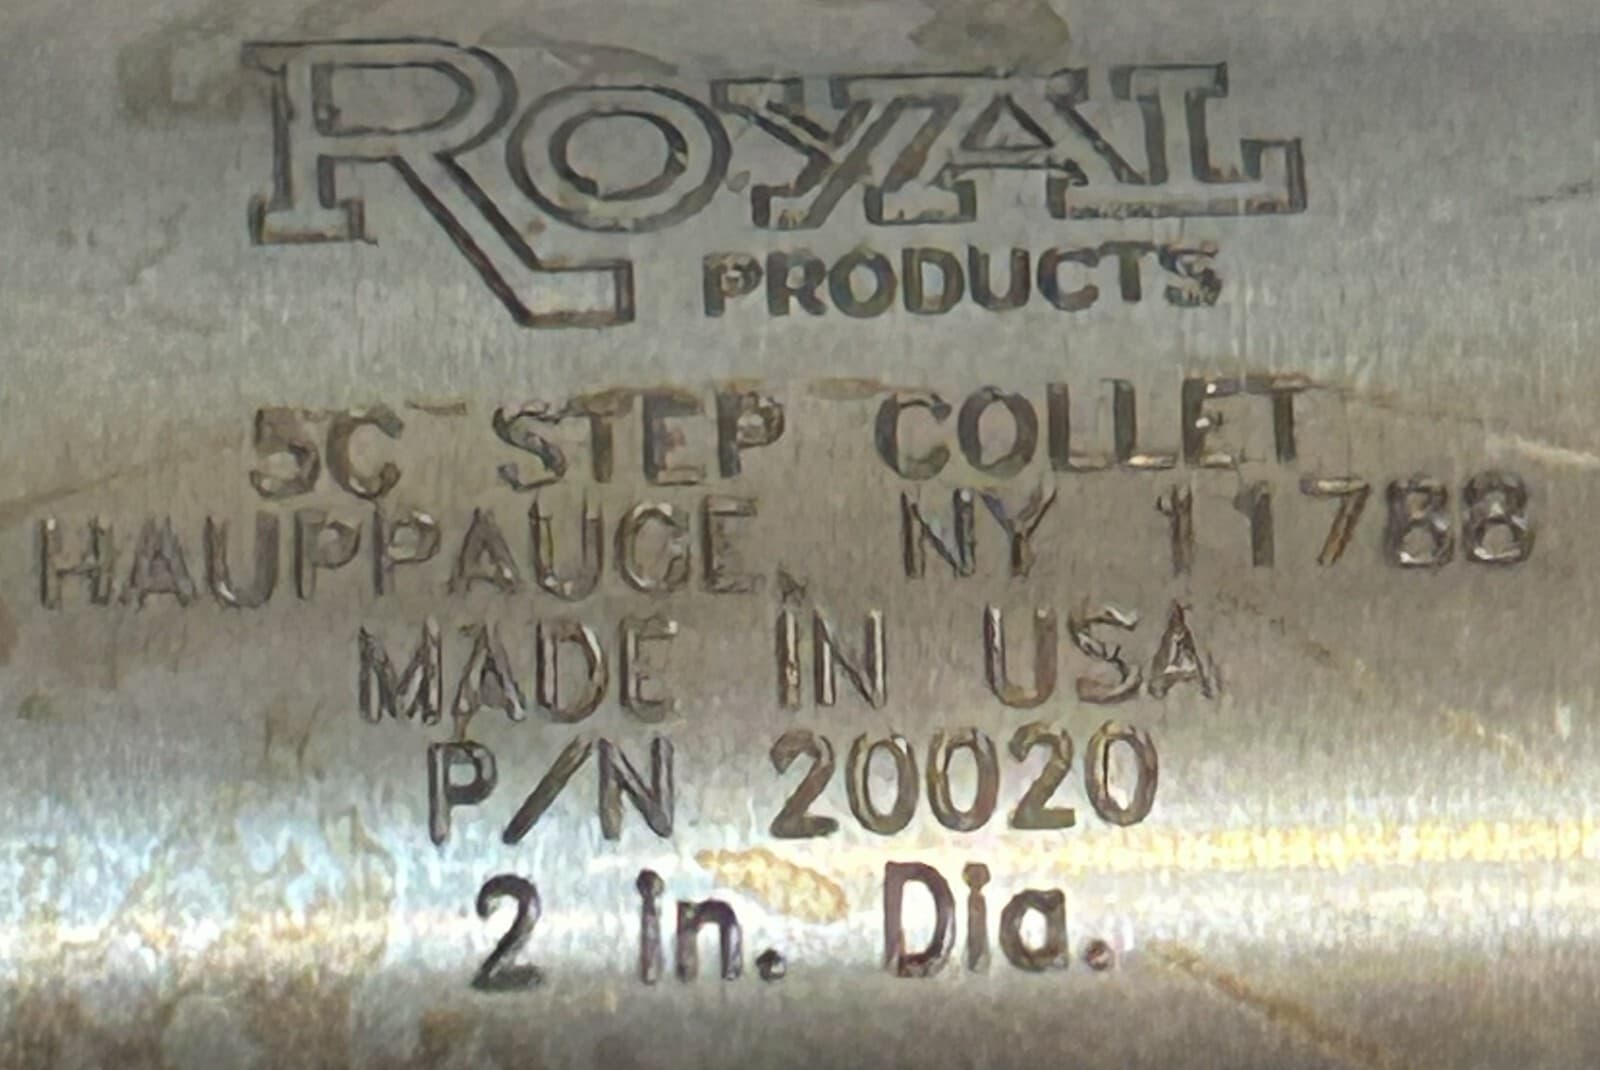 ROYAL
PRODUCTS
5C STEP COLLET
HAUPPAUGE, NY 11788
MADE IN USA
P/N 20020
2 in. Dia.